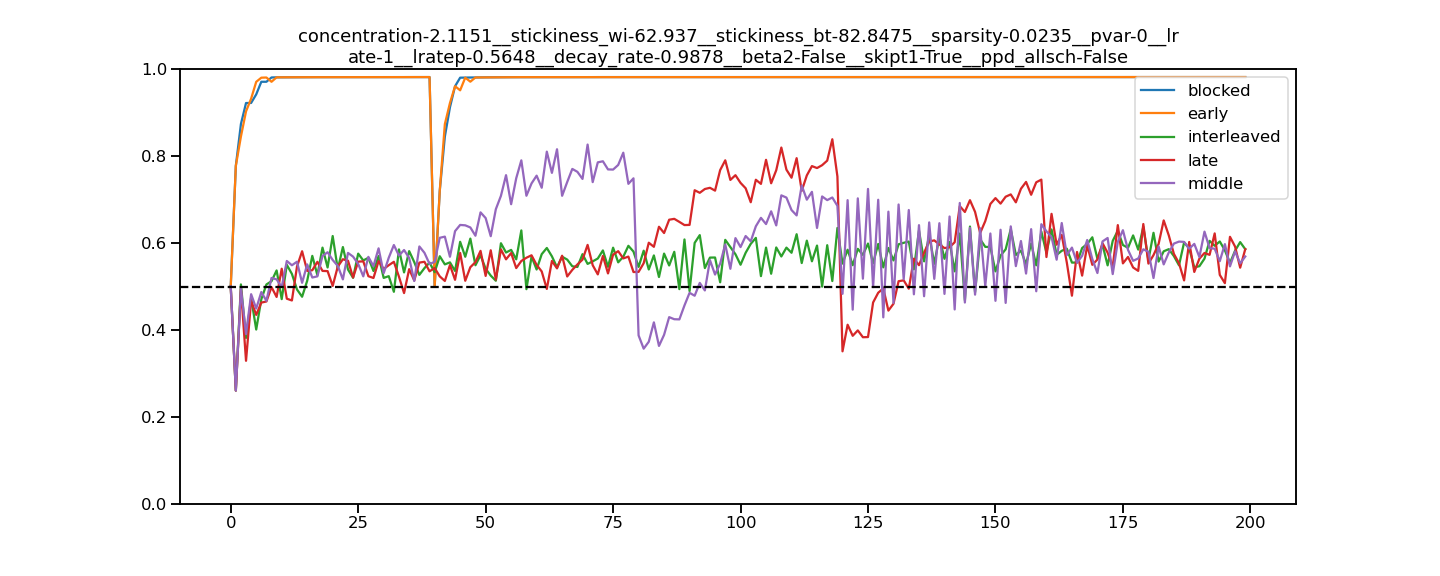 concentration-2.1151__stickiness_wi-62.937__stickiness_bt-82.8475__sparsity-0.0235__pvar-0__lr
ate-1__lratep-0.5648__decay_rate-0.9878__beta2-False__skipt1-True__ppd_allsch-False
1.0
0.8
0.6
0.4
0.2
0.0
blocked
early
interleaved
late
middle
0 25 50 75 100 125 150 175 200